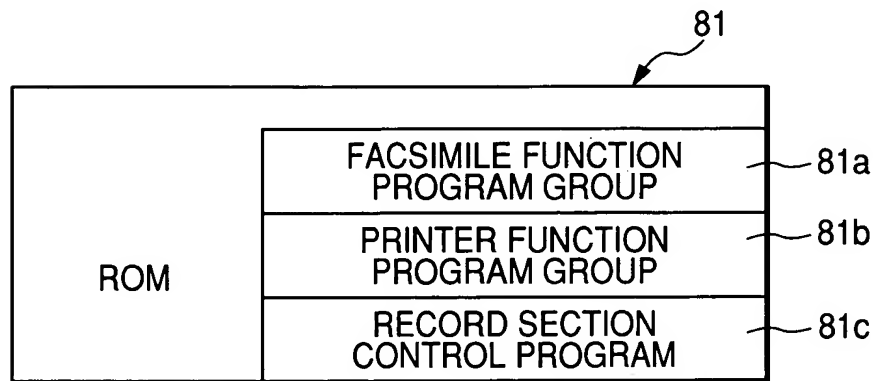 81
FACSIMILE FUNCTION
PROGRAM GROUP
81a
PRINTER FUNCTION
PROGRAM GROUP
81b
ROM
RECORD SECTION
CONTROL PROGRAM
81c